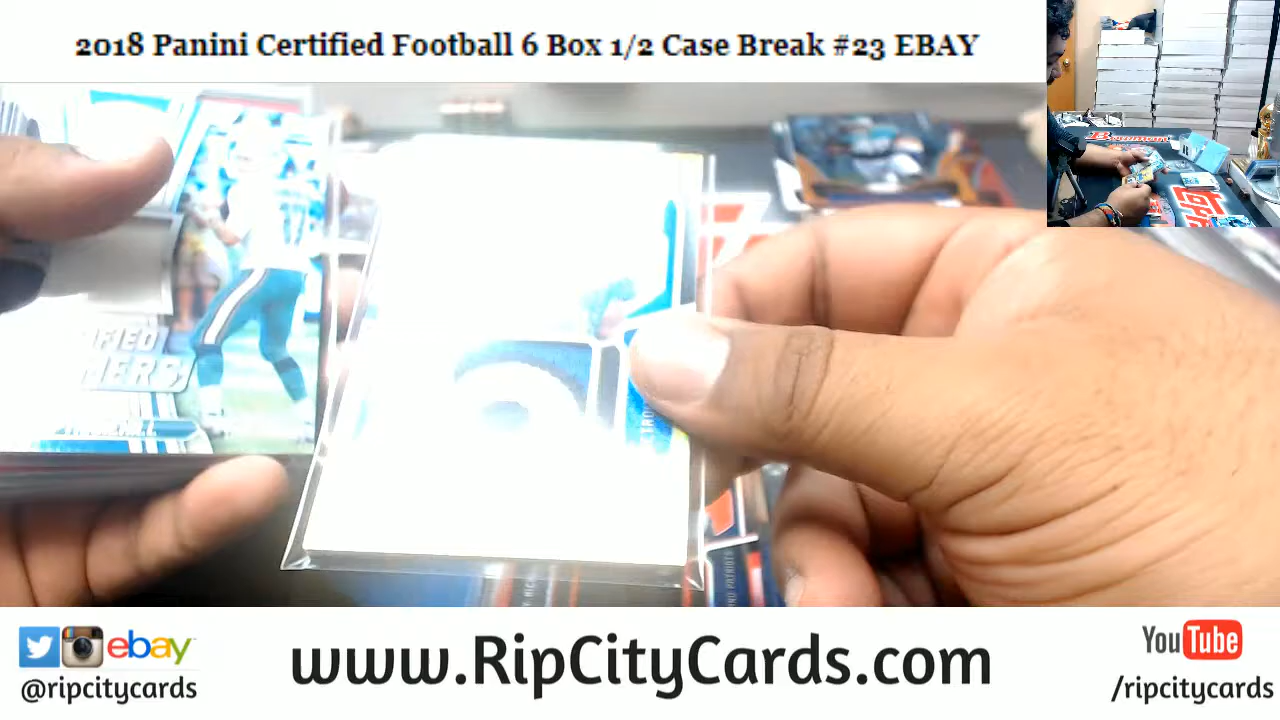 2018 Panini Certified Football 6 Box 1/2 Case Break #23 EBAY
www.RipCityCards.com
ebay
@ripcitycards
YouTube
/ripcitycards